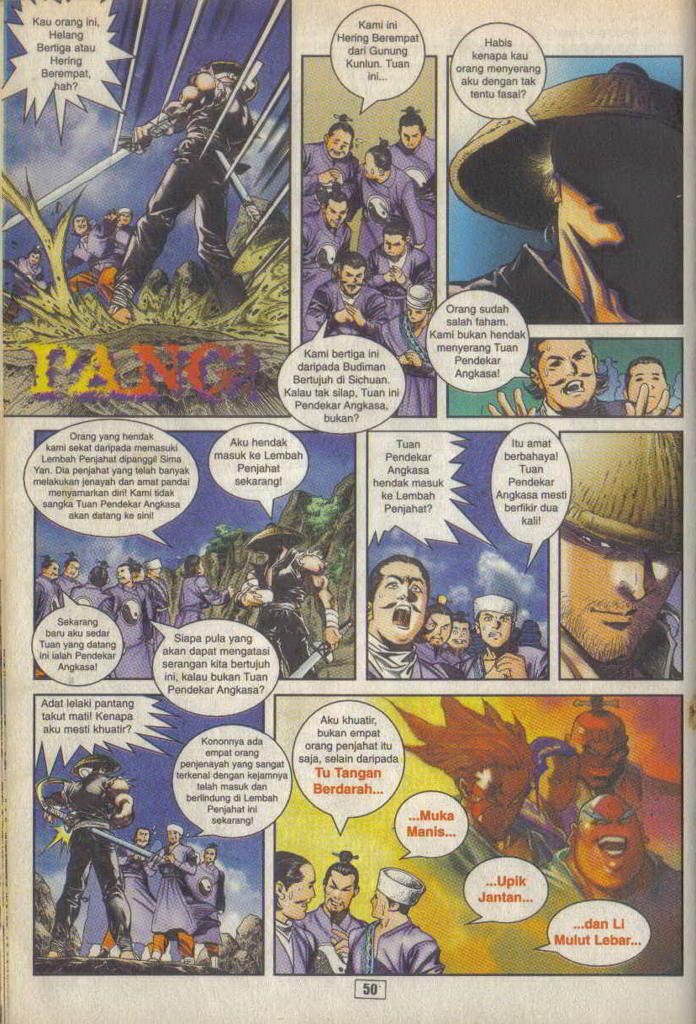 Kau orang ini,
Helang
Bertiga atau
Hering
Berempat,
hah?
PANG!
Kami ini
Hering Berempat
dari Gunung
Kunlun. Tuan
ini...
Kami bertiga ini
daripada Budiman
Bertujuh di Sichuan.
Kalau tak silap, Tuan ini
Pendekar Angkasa,
bukan?
Habis
kenapa kau
orang menyerang
aku dengan tak
tentu fasal?
Orang sudah
salah faham.
Kami bukan hendak
menyerang Tuan
Pendekar
Angkasa!
Orang yang hendak
kami sekat daripada memasuki
Lembah Penjahat dipanggil Sima
Yan. Dia penjahat yang telah banyak
melakukan jenayah dan amat pandai
menyamarkan diri! Kami tidak
sangka Tuan Pendekar Angkasa
akan datang ke sini!
Aku hendak
masuk ke Lembah
Penjahat
sekarang!
Sekarang
baru aku sedar
Tuan yang datang
ini ialah Pendekar
Angkasa!
Siapa pula yang
akan dapat mengatasi
serangan kita bertujuh
ini, kalau bukan Tuan
Pendekar Angkasa?
Tuan
Pendekar
Angkasa
hendak masuk
ke Lembah
Penjahat?
Itu amat
berbahaya!
Tuan
Pendekar
Angkasa mesti
berfikir dua
kali!
Adat lelaki pantang
takut mati! Kenapa
aku mesti khuatir?
Kononnya ada
empat orang
penjenayah yang sangat
terkenal dengan kejamnya
telah masuk dan
berlindung di Lembah
Penjahat ini
sekarang!
Aku khuatir,
bukan empat
orang penjahat itu
saja, selain daripada
Tu Tangan
Berdarah...
...Muka
Manis...
...Upik
Jantan...
...dan Li
Mulut Lebar...
50